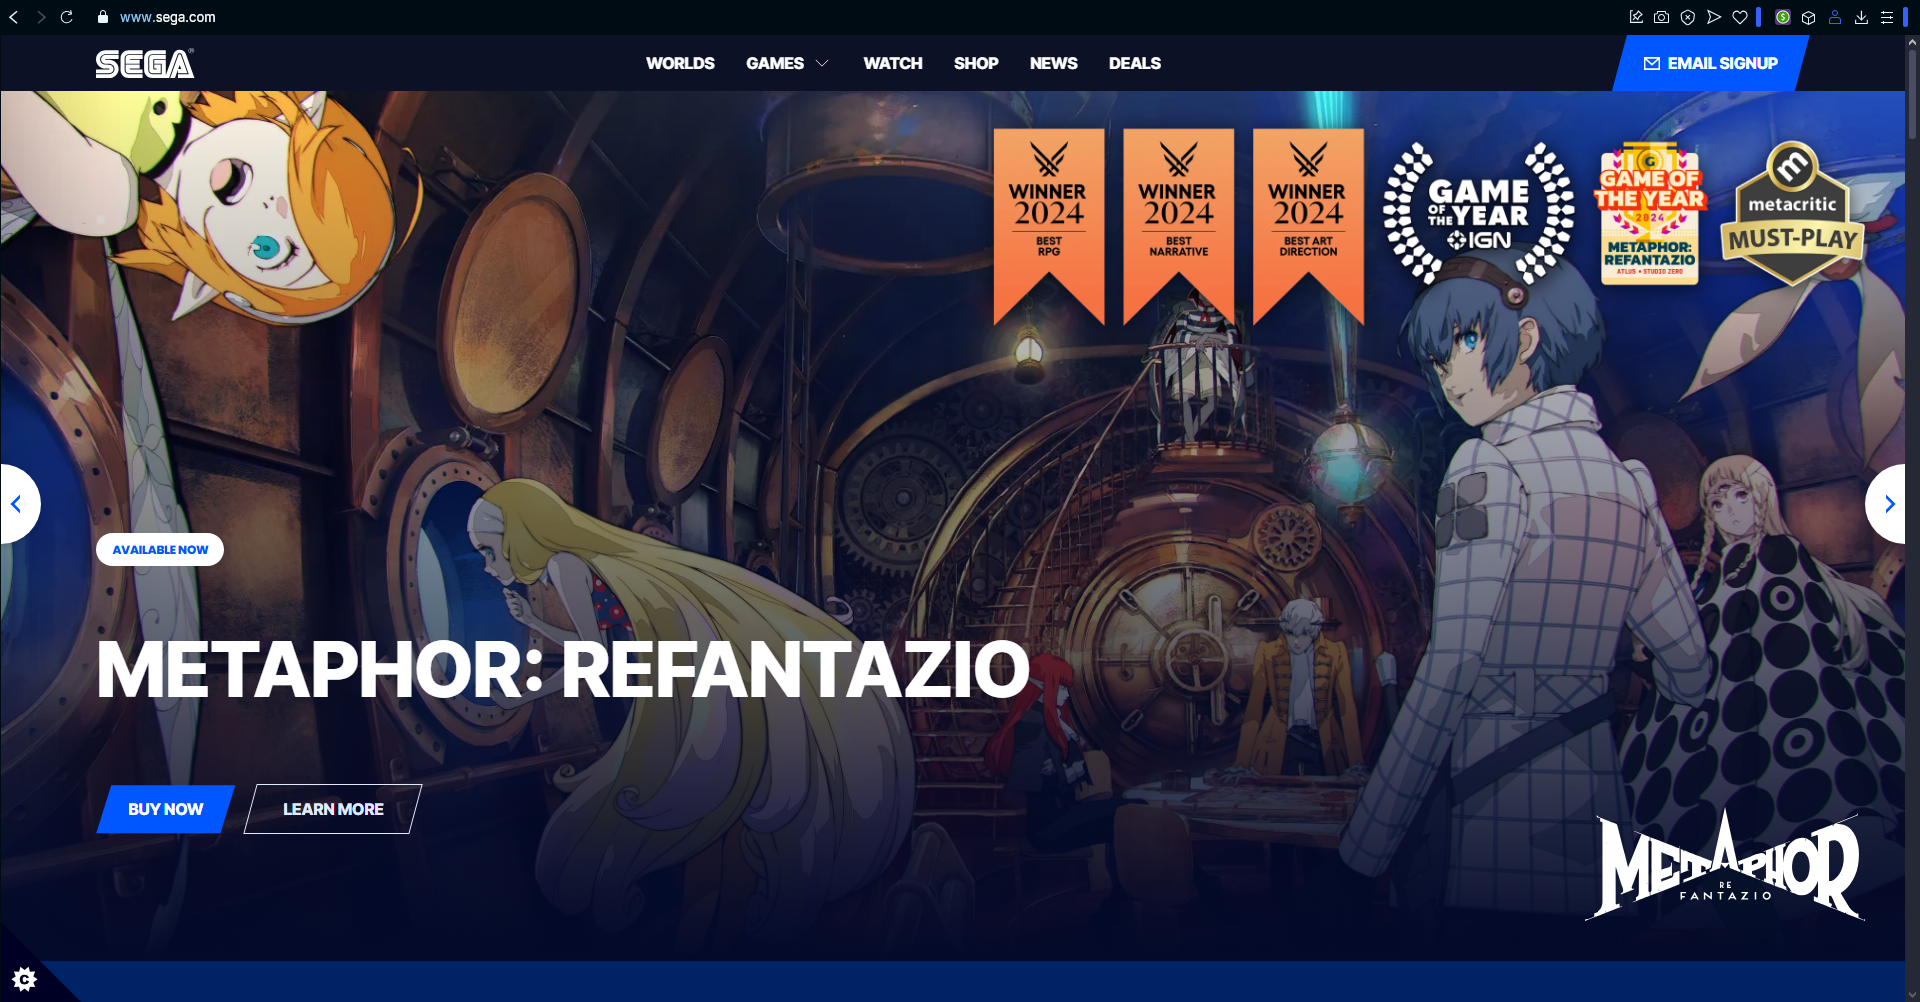 www.sega.com
SEGA
WORLDS GAMES WATCH SHOP NEWS DEALS
EMAIL SIGNUP
WINNER
2024
BEST
RPG
WINNER
2024
BEST
NARRATIVE
WINNER
2024
BEST ART
DIRECTION
GAME
OF THE YEAR
IGN
G
GAME OF
THE YEAR
2024
METAPHOR:
REFANTAZIO
ATLUS • STUDIO ZERO
m
metacritic
MUST-PLAY
AVAILABLE NOW
METAPHOR: REFANTAZIO
BUY NOW
LEARN MORE
METAPHOR
RE
FANTAZIO
C